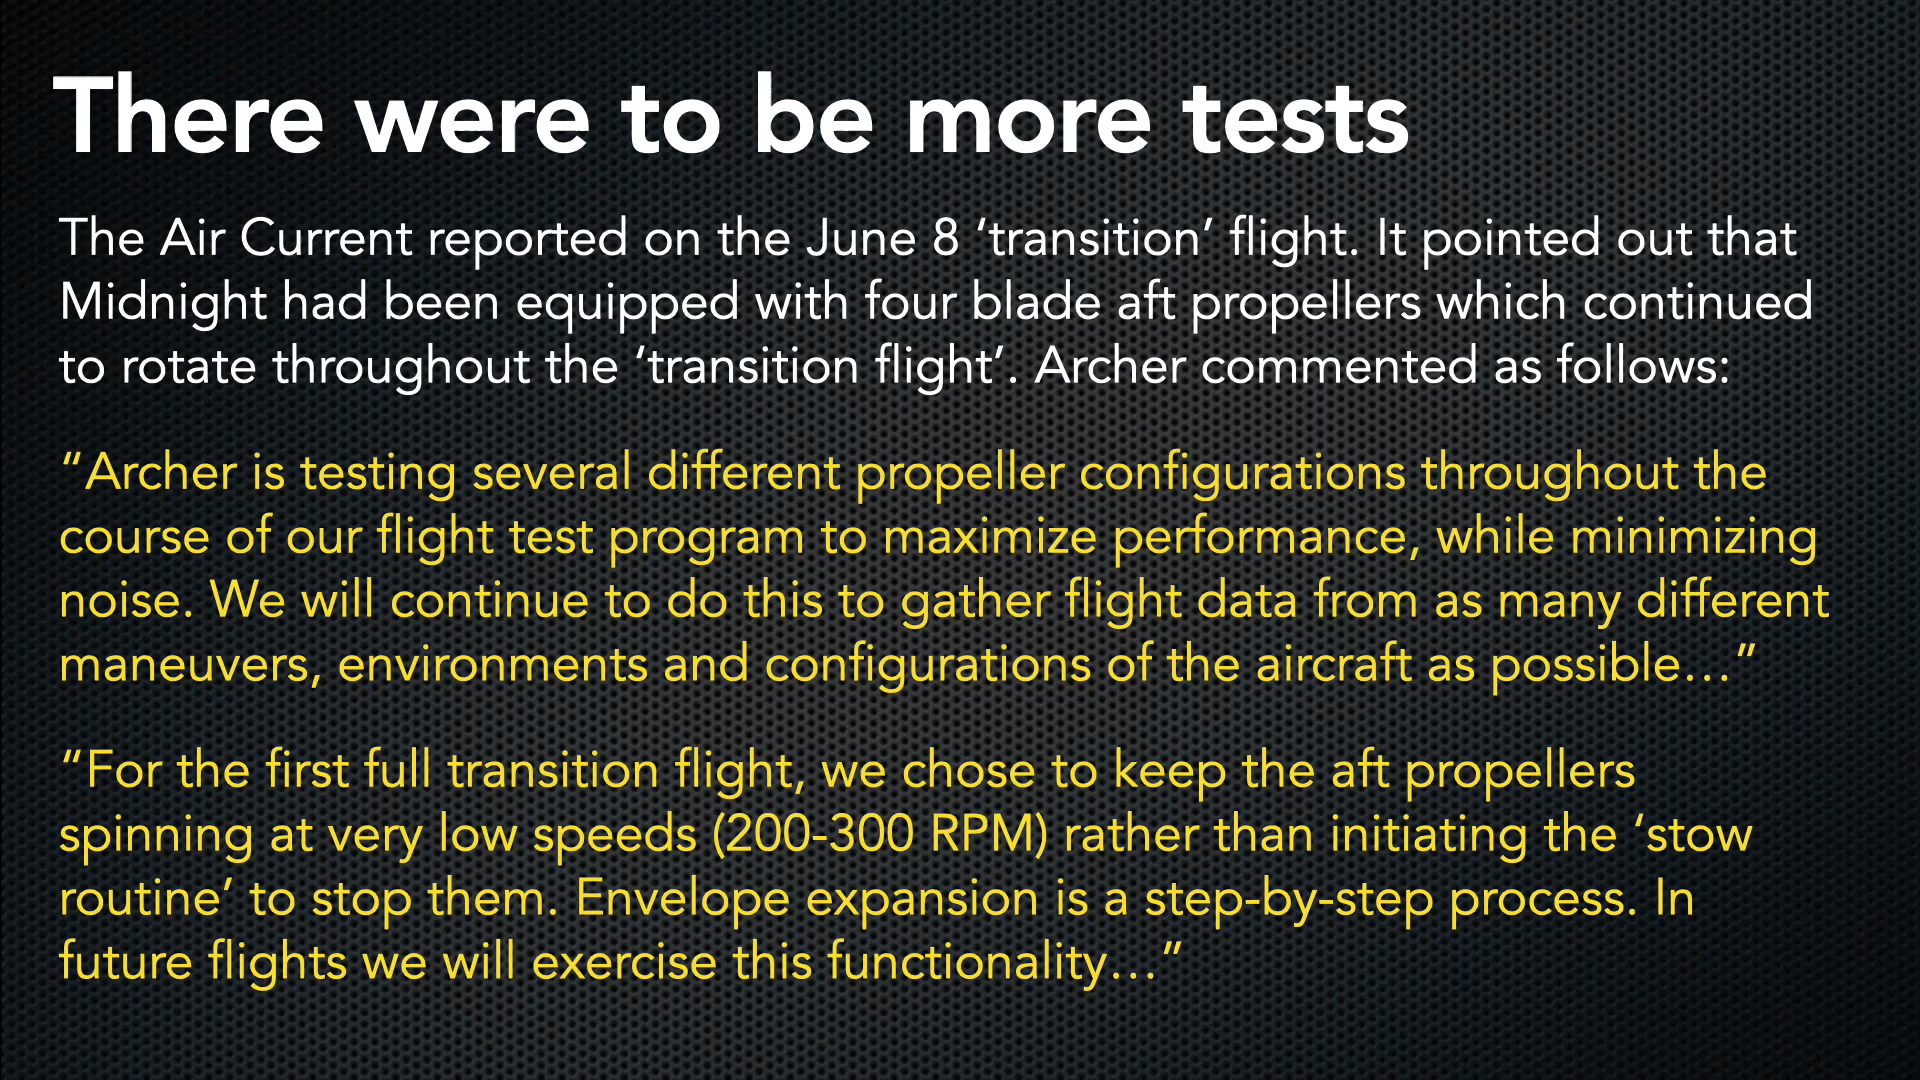 There were to be more tests
The Air Current reported on the June 8 ‘transition’ flight. It pointed out that
Midnight had been equipped with four blade aft propellers which continued
to rotate throughout the ‘transition flight’. Archer commented as follows:
“Archer is testing several different propeller configurations throughout the
course of our flight test program to maximize performance, while minimizing
noise. We will continue to do this to gather flight data from as many different
maneuvers, environments and configurations of the aircraft as possible…”
“For the first full transition flight, we chose to keep the aft propellers
spinning at very low speeds (200-300 RPM) rather than initiating the ‘stow
routine’ to stop them. Envelope expansion is a step-by-step process. In
future flights we will exercise this functionality…”